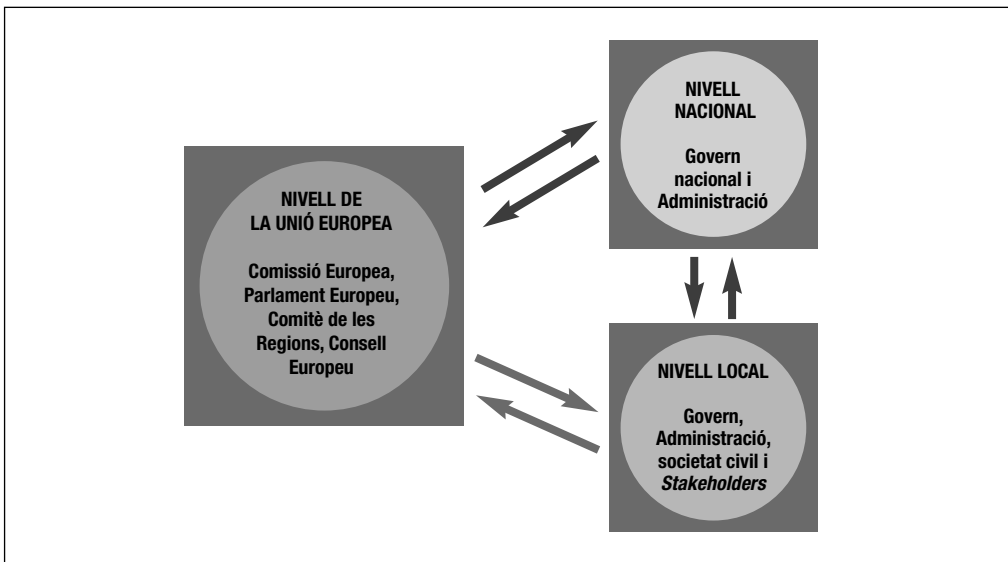 NIVELL DE
LA UNIÓ EUROPEA
Comissió Europea,
Parlament Europeu,
Comitè de les
Regions, Consell
Europeu
NIVELL
NACIONAL
Govern
nacional i
Administració
NIVELL LOCAL
Govern,
Administració,
societat civil i
Stakeholders